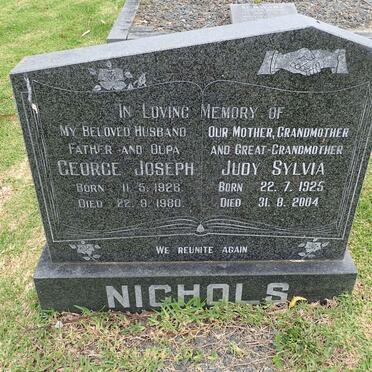 In Loving Memory of
My Beloved Husband
Father and Oupa
George Joseph
Born 11.5.1926
Died 22.9.1980
Our Mother, Grandmother
and Great-Grandmother
Judy Sylvia
Born 22.7.1925
Died 31.8.2004
We reunite again
NICHOLS